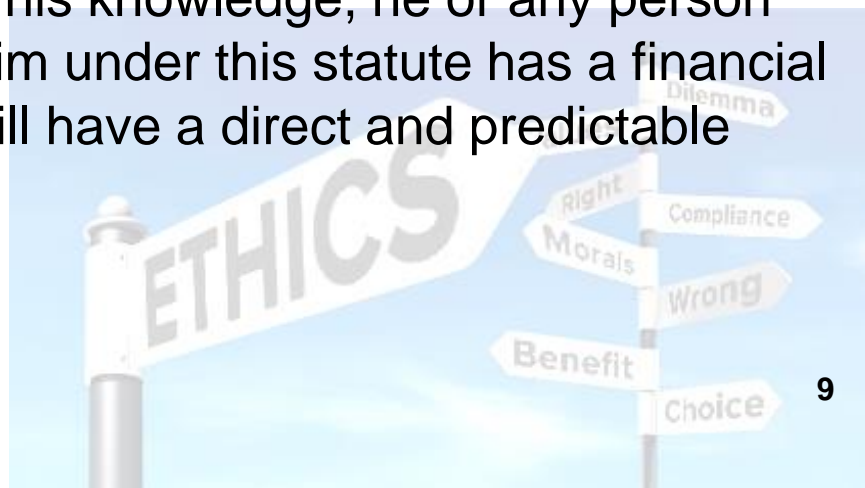 his knowledge, he or any person
im under this statute has a financial
ill have a direct and predictable
Dilemma
ETHICS
Right
Compliance
Morals
Wrong
Benefit
Choice
9